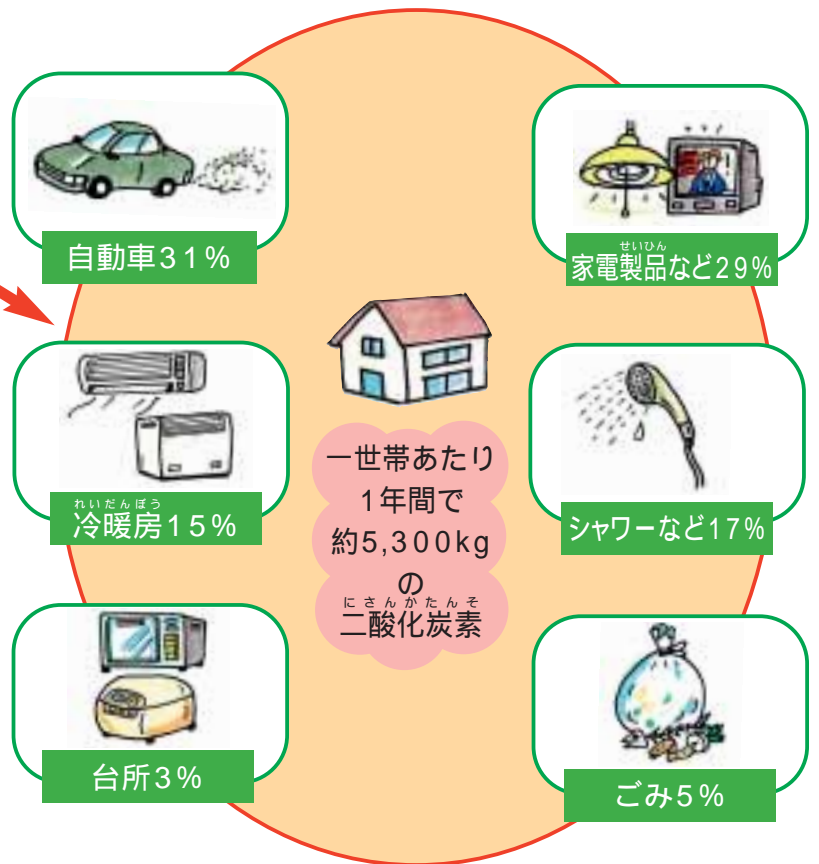 自動車31%
せいひん
家電製品など29%
れいだんぼう
冷暖房15%
一世帯あたり
1年間で
約5,300kg
の
にさんかたんそ
二酸化炭素
シャワーなど17%
台所3%
ごみ5%